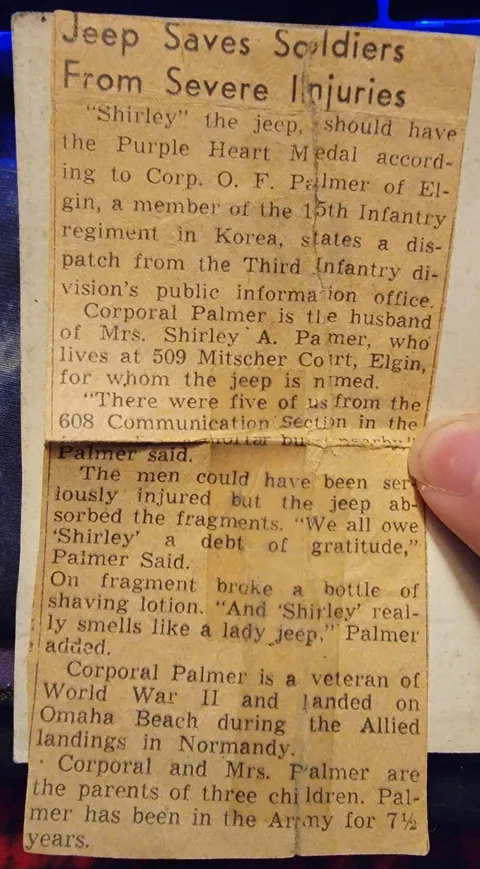 Jeep Saves Soldiers
From Severe Injuries
"Shirley" the jeep, should have
the Purple Heart Medal accord-
ing to Corp. O. F. Palmer of El-
gin, a member of the 15th Infantry
regiment in Korea, states a dis-
patch from the Third Infantry di-
vision's public information office.
Corporal Palmer is the husband
of Mrs. Shirley A. Palmer, who
lives at 509 Mitscher Court, Elgin,
for whom the jeep is named.
"There were five of us from the
608 Communication Section in the
mortar burst nearby,"
Palmer said.
The men could have been ser-
iously injured but the jeep ab-
sorbed the fragments. "We all owe
'Shirley' a debt of gratitude,"
Palmer Said.
On fragment broke a bottle of
shaving lotion. "And 'Shirley' real-
ly smells like a lady jeep," Palmer
added.
Corporal Palmer is a veteran of
World War II and landed on
Omaha Beach during the Allied
landings in Normandy.
Corporal and Mrs. Palmer are
the parents of three children. Pal-
mer has been in the Army for 7½
years.